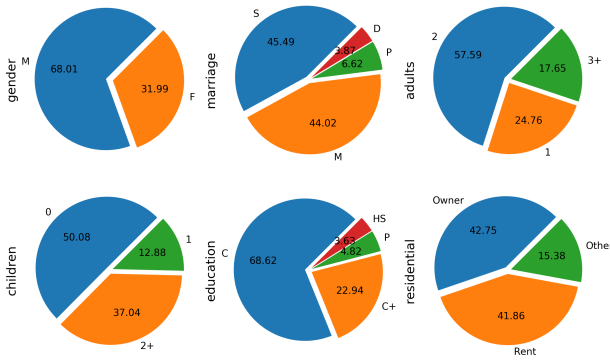 gender
M
68.01
31.99
F
marriage
S
45.49
D
3.87
P
6.62
44.02
M
adults
2
57.59
3+
17.65
24.76
1
children
0
50.08
1
12.88
37.04
2+
education
C
68.62
HS
3.63
P
4.82
22.94
C+
residential
Owner
42.75
Othe
15.38
41.86
Rent